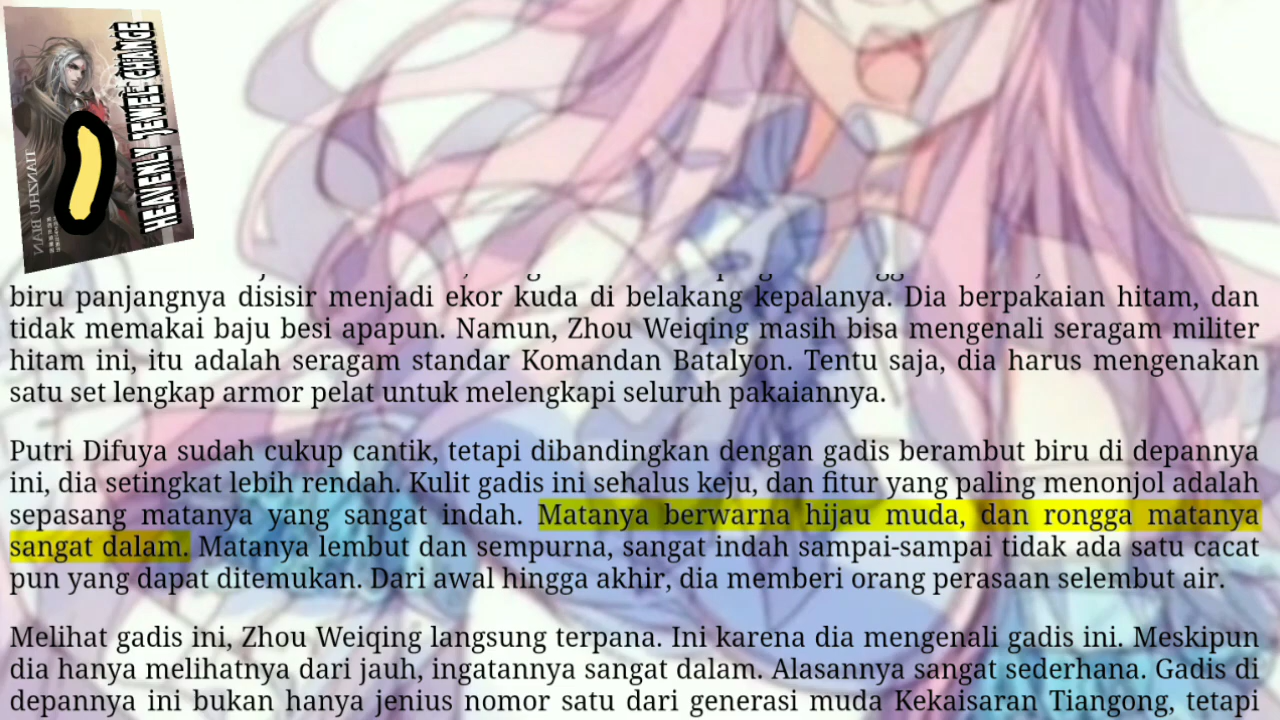 HEAVENLY JEWEL CHANGE
TIANZHU BIAN
biru panjangnya disisir menjadi ekor kuda di belakang kepalanya. Dia berpakaian hitam, dan
tidak memakai baju besi apapun. Namun, Zhou Weiqing masih bisa mengenali seragam militer
hitam ini, itu adalah seragam standar Komandan Batalyon. Tentu saja, dia harus mengenakan
satu set lengkap armor pelat untuk melengkapi seluruh pakaiannya.
Putri Difuya sudah cukup cantik, tetapi dibandingkan dengan gadis berambut biru di depannya
ini, dia setingkat lebih rendah. Kulit gadis ini sehalus keju, dan fitur yang paling menonjol adalah
sepasang matanya yang sangat indah. Matanya berwarna hijau muda, dan rongga matanya
sangat dalam. Matanya lembut dan sempurna, sangat indah sampai-sampai tidak ada satu cacat
pun yang dapat ditemukan. Dari awal hingga akhir, dia memberi orang perasaan selembut air.
Melihat gadis ini, Zhou Weiqing langsung terpana. Ini karena dia mengenali gadis ini. Meskipun
dia hanya melihatnya dari jauh, ingatannya sangat dalam. Alasannya sangat sederhana. Gadis di
depannya ini bukan hanya jenius nomor satu dari generasi muda Kekaisaran Tiangong, tetapi